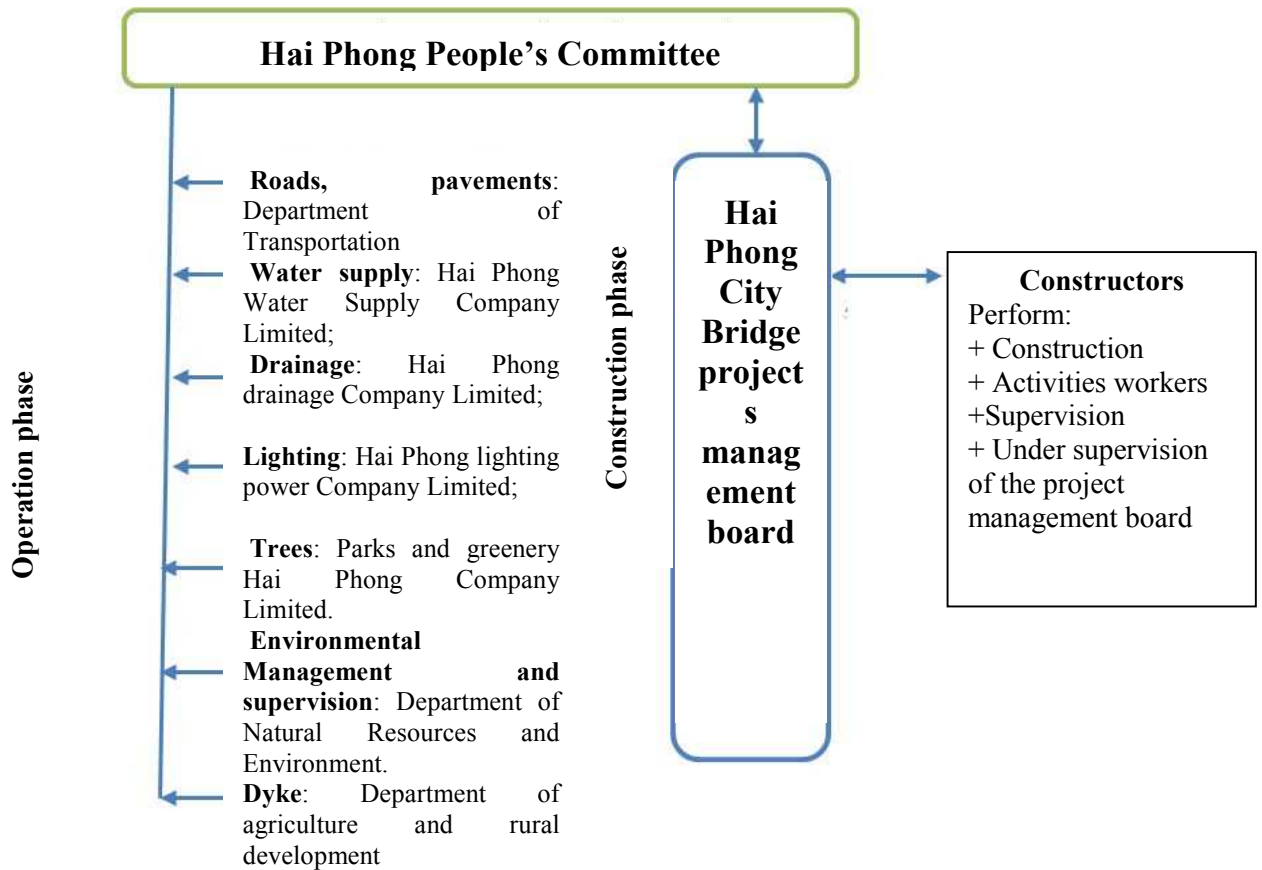 Hai Phong People's Committee
Operation phase
Roads, pavements:
Department of
Transportation
Water supply: Hai Phong
Water Supply Company
Limited;
Drainage: Hai Phong
drainage Company Limited;
Lighting: Hai Phong lighting
power Company Limited;
Trees: Parks and greenery
Hai Phong Company
Limited.
Environmental
Management and
supervision: Department of
Natural Resources and
Environment.
Dyke: Department of
agriculture and rural
development
Construction phase
Hai
Phong
City
Bridge
project
s
manag
ement
board
Constructors
Perform:
+ Construction
+ Activities workers
+Supervision
+ Under supervision
of the project
management board